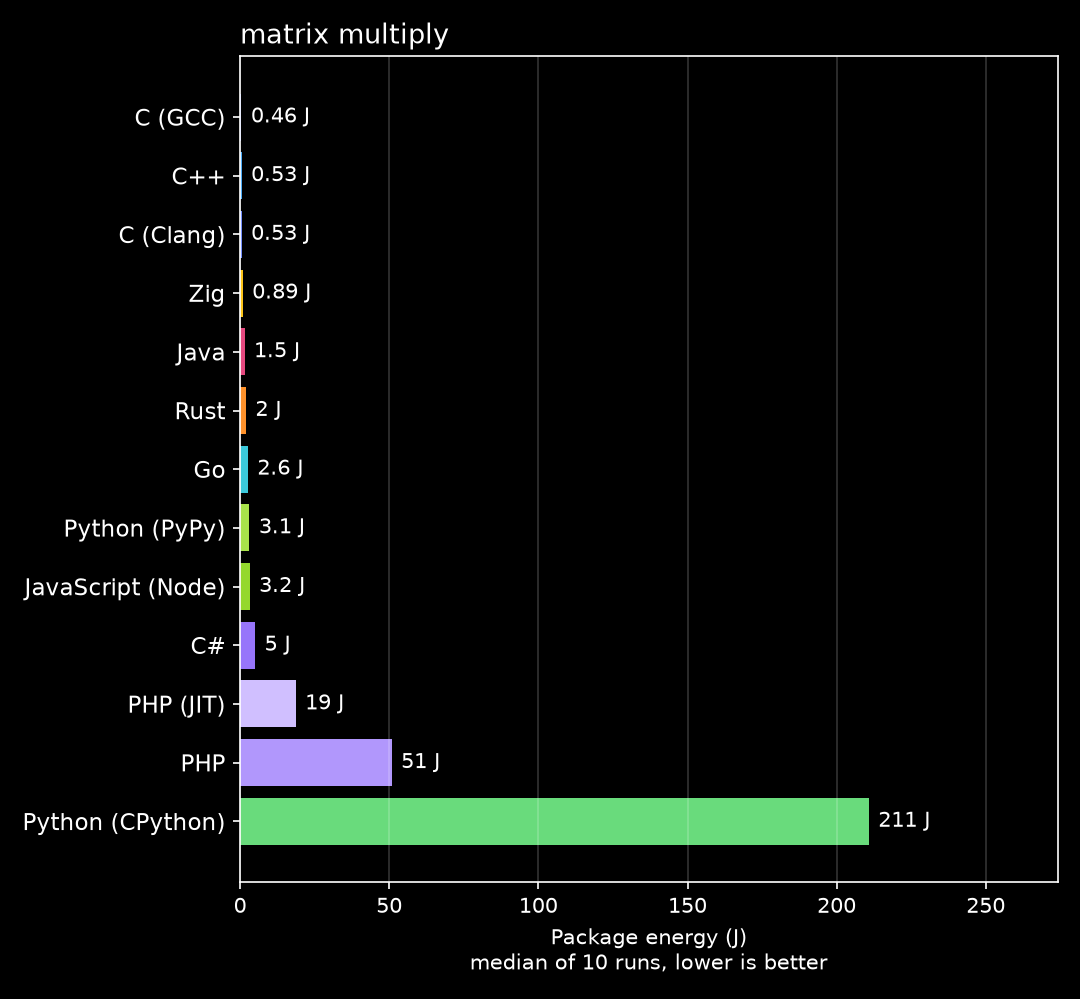 matrix multiply
C (GCC) 0.46 J
C++ 0.53 J
C (Clang) 0.53 J
Zig 0.89 J
Java 1.5 J
Rust 2 J
Go 2.6 J
Python (PyPy) 3.1 J
JavaScript (Node) 3.2 J
C# 5 J
PHP (JIT) 19 J
PHP 51 J
Python (CPython) 211 J
0 50 100 150 200 250
Package energy (J)
median of 10 runs, lower is better